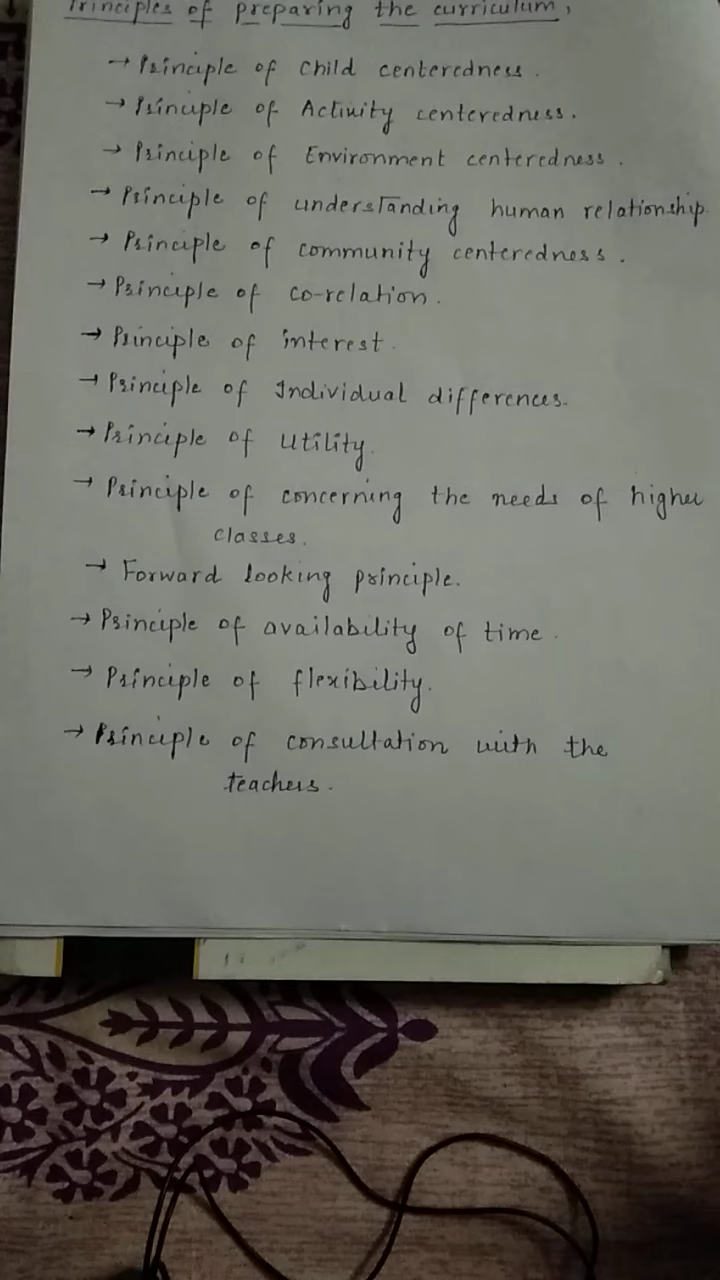 Principles of preparing the curriculum,
→ Principle of child centeredness.
→ Principle of Activity centeredness.
→ Principle of Environment centeredness.
→ Principle of understanding human relationship.
→ Principle of community centeredness.
→ Principle of co-relation.
→ Principle of interest.
→ Principle of Individual differences.
→ Principle of Utility.
→ Principle of concerning the needs of higher
classes.
→ Forward looking principle.
→ Principle of availability of time.
→ Principle of flexibility.
→ Principle of consultation with the
teachers.